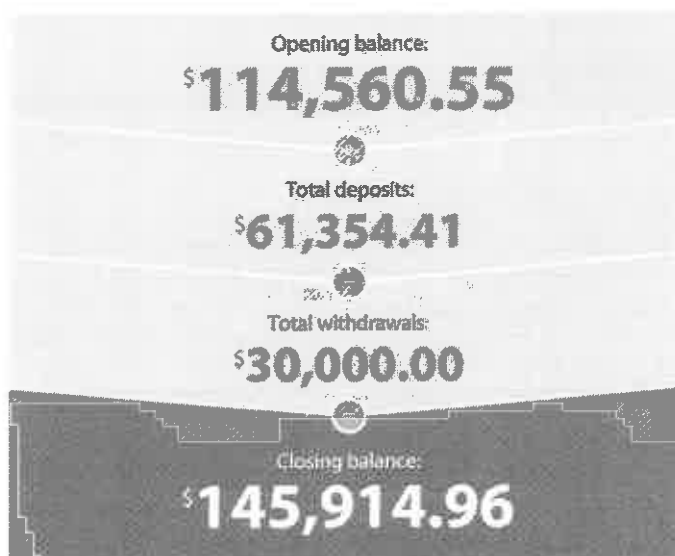 Opening balance:
$114,560.55
+
Total deposits:
$61,354.41
−
Total withdrawals:
$30,000.00
=
Closing balance:
$145,914.96